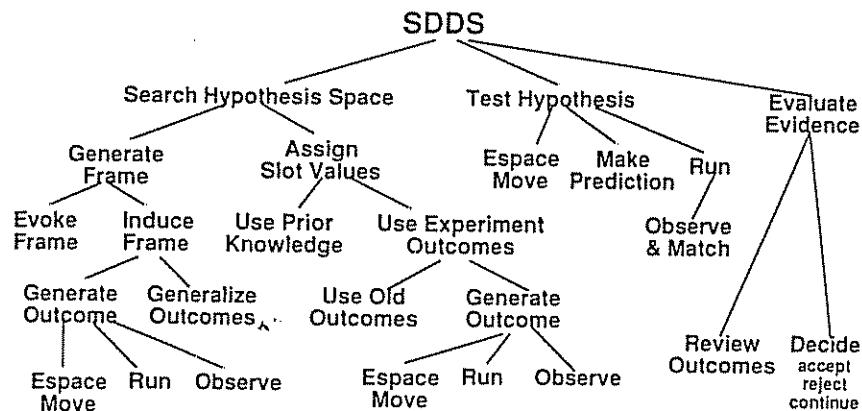 SDDS
Search Hypothesis Space
Test Hypothesis
Evaluate
Evidence
Generate
Frame
Assign
Slot Values
Espace
Move
Make
Prediction
Run
Evoke
Frame
Induce
Frame
Use Prior
Knowledge
Use Experiment
Outcomes
Observe
& Match
Generate
Outcome
Generalize
Outcomes
Use Old
Outcomes
Generate
Outcome
Review
Outcomes
Decide
accept
reject
continue
Espace
Move
Run
Observe
Espace
Move
Run
Observe